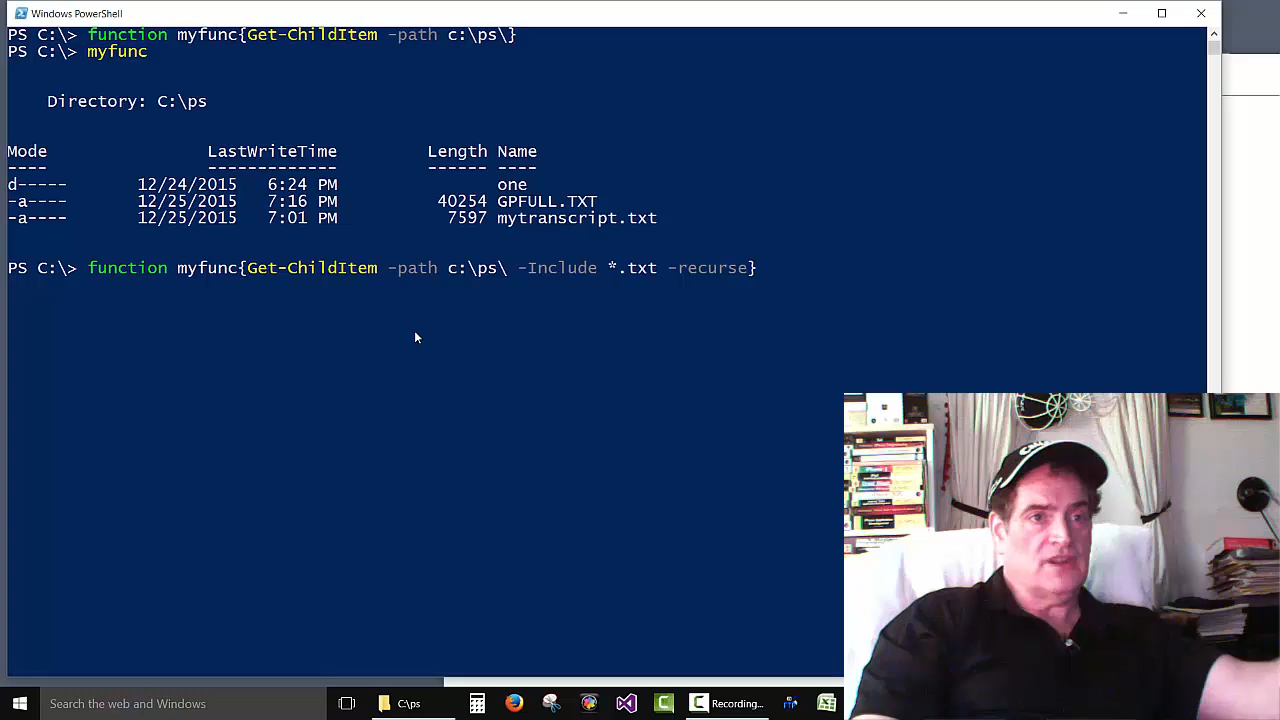 Windows PowerShell
PS C:\> function myfunc{Get-ChildItem -path c:\ps\}
PS C:\> myfunc
Directory: C:\ps
Mode LastWriteTime Length Name
---- ------------- ------ ----
d----- 12/24/2015 6:24 PM one
-a---- 12/25/2015 7:16 PM 40254 GPFULL.TXT
-a---- 12/25/2015 7:01 PM 7597 mytranscript.txt
PS C:\> function myfunc{Get-ChildItem -path c:\ps\ -Include *.txt -recurse}
Search the web and Windows
C:\ps
Recording...